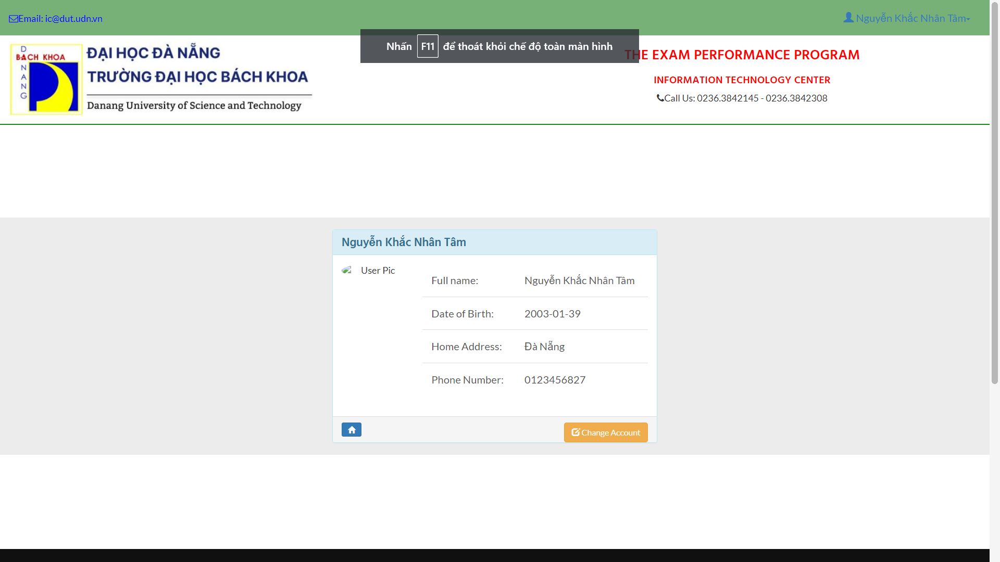 Email: ic@dut.udn.vn
Nguyễn Khắc Nhân Tâm
Nhấn F11 để thoát khỏi chế độ toàn màn hình
DANANG
BÁCH KHOA
ĐẠI HỌC ĐÀ NẴNG
TRƯỜNG ĐẠI HỌC BÁCH KHOA
Danang University of Science and Technology
THE EXAM PERFORMANCE PROGRAM
INFORMATION TECHNOLOGY CENTER
Call Us: 0236.3842145 - 0236.3842308
Nguyễn Khắc Nhân Tâm
User Pic
Full name: Nguyễn Khắc Nhân Tâm
Date of Birth: 2003-01-39
Home Address: Đà Nẵng
Phone Number: 0123456827
Change Account